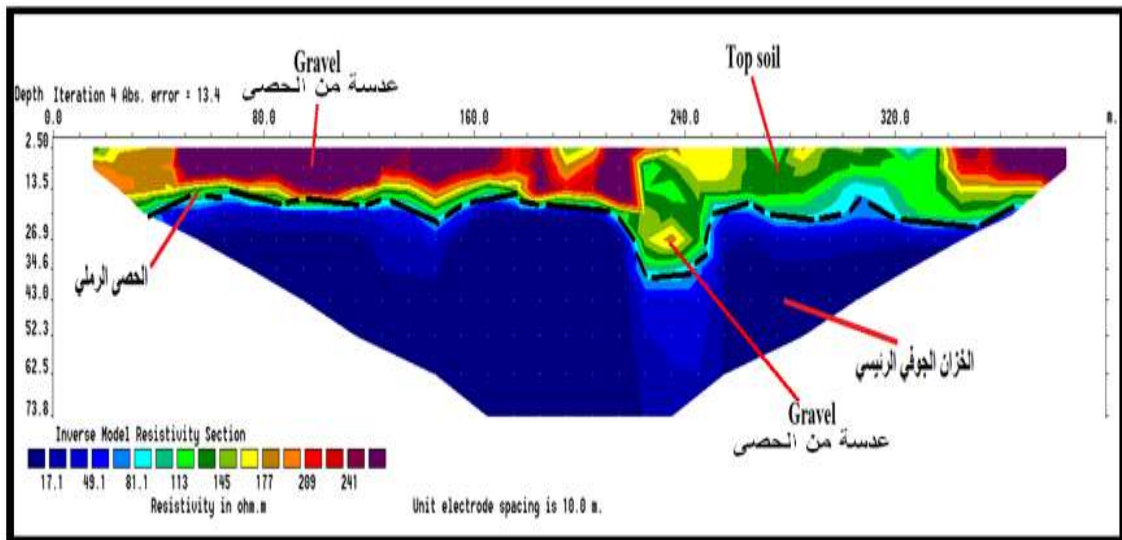 Gravel
عدسة من الحصى
Top soil
Depth Iteration 4 Abs. error = 13.4
0.0 80.0 160.0 240.0 320.0 m.
2.50
13.5
26.9
34.6
43.0
52.3
62.5
73.8
الحصى الرملي
الخزان الجوفي الرئيسي
Gravel
عدسة من الحصى
Inverse Model Resistivity Section
17.1 49.1 81.1 113 145 177 209 241
Resistivity in ohm.m
Unit electrode spacing is 10.0 m.